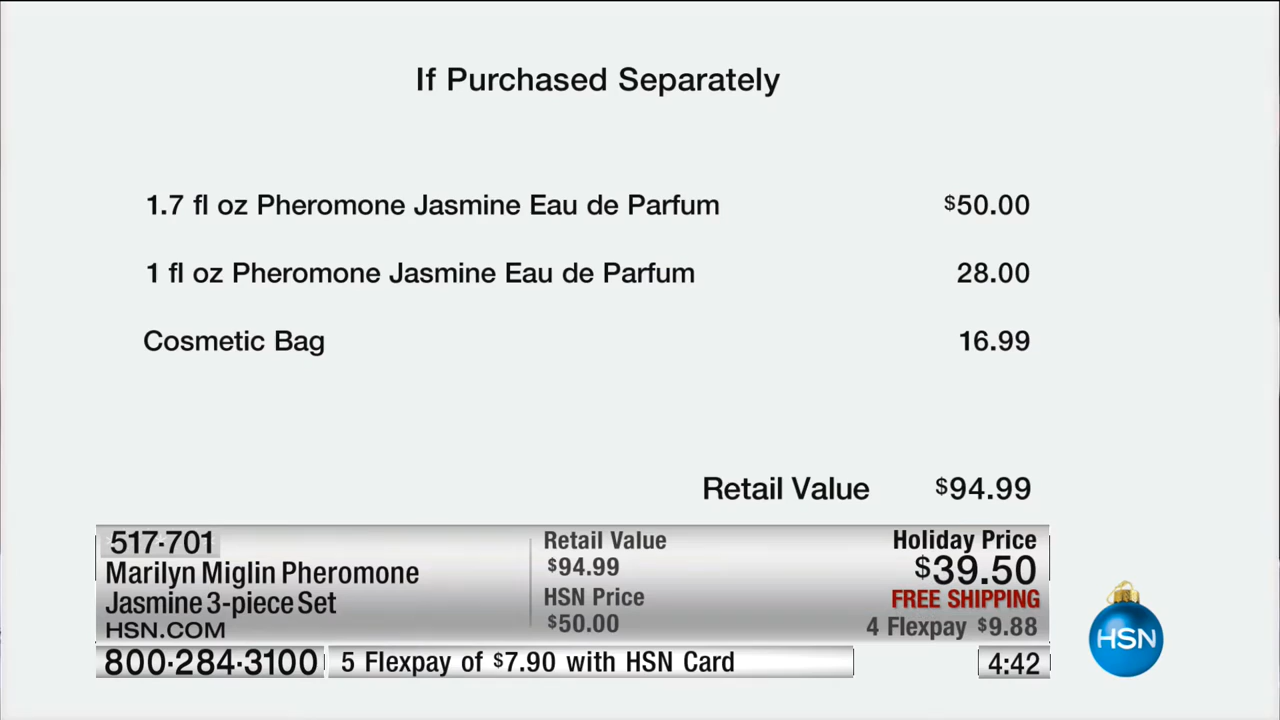 If Purchased Separately
1.7 fl oz Pheromone Jasmine Eau de Parfum $50.00
1 fl oz Pheromone Jasmine Eau de Parfum 28.00
Cosmetic Bag 16.99
Retail Value $94.99
517-701
Marilyn Miglin Pheromone
Jasmine 3-piece Set
HSN.COM
Retail Value
$94.99
HSN Price
$50.00
Holiday Price
$39.50
FREE SHIPPING
4 Flexpay $9.88
HSN
800·284·3100 5 Flexpay of $7.90 with HSN Card 4:42